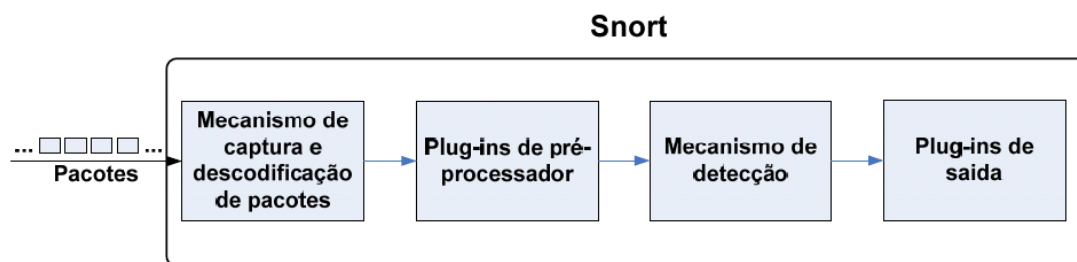 Snort
... ...
Pacotes
Mecanismo de
captura e
descodificação
de pacotes
Plug-ins de pré-
processador
Mecanismo de
detecção
Plug-ins de
saida